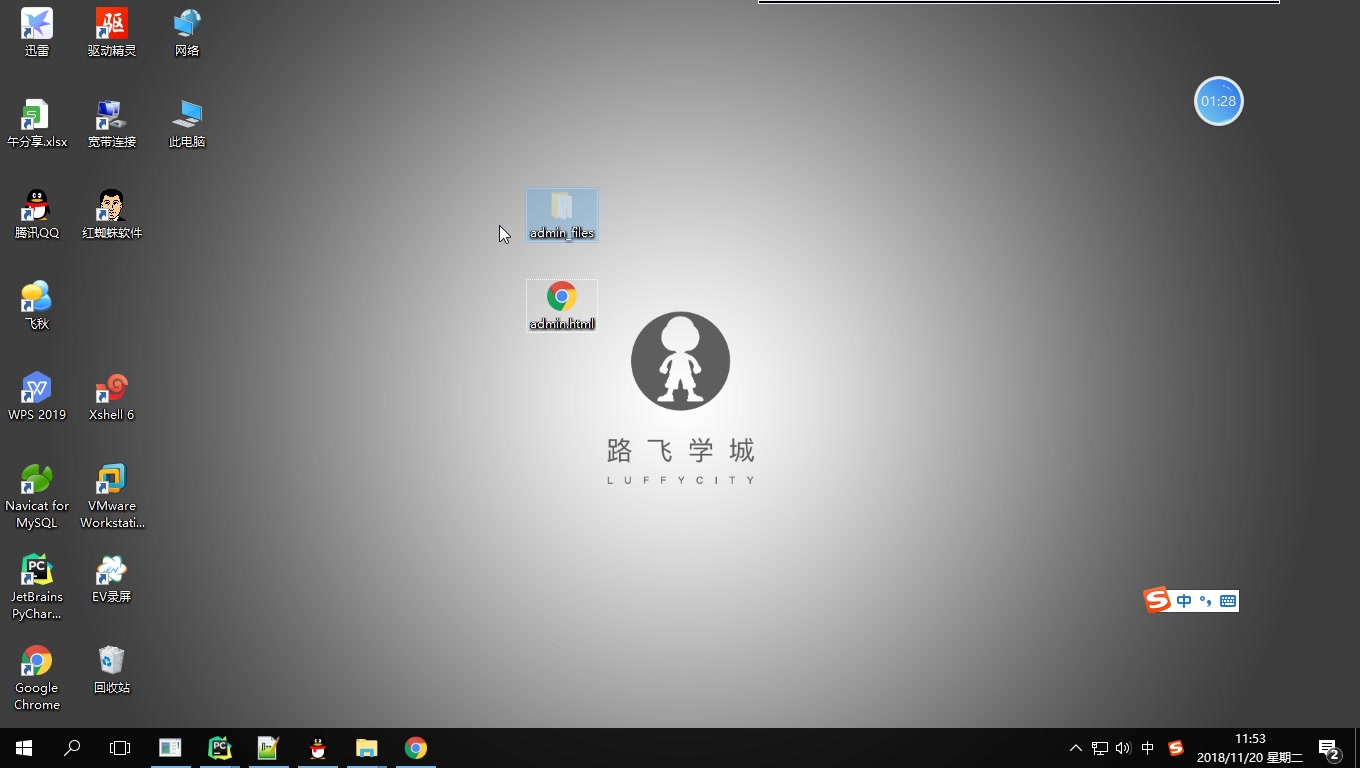 迅雷
驱动精灵
网络
午分享.xlsx
宽带连接
此电脑
腾讯QQ
红蜘蛛软件
飞秋
WPS 2019
Xshell 6
Navicat for
MySQL
VMware
Workstati...
JetBrains
PyChar...
EV录屏
Google
Chrome
回收站
admin_files
admin.html
路飞学城
LUFFYCITY
01:28
中
中
11:53
2018/11/20 星期二
2